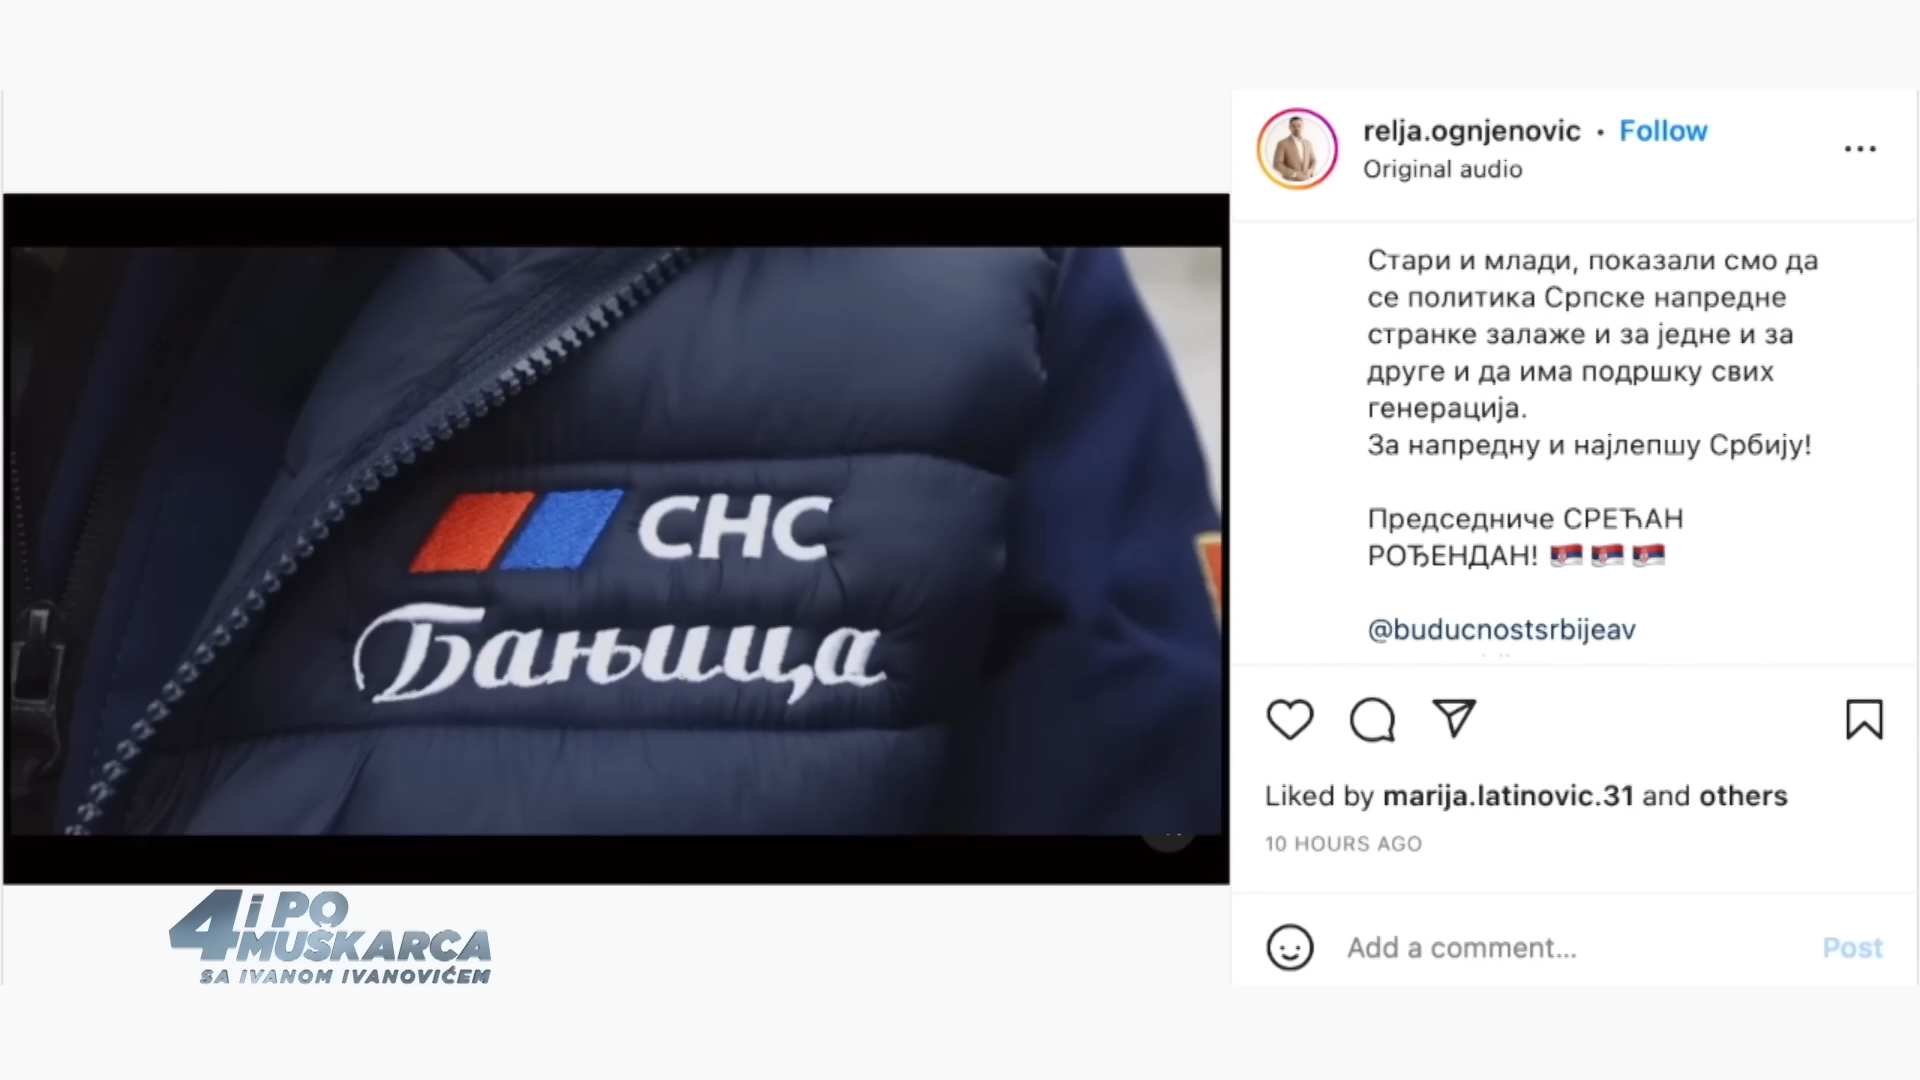 СНС
Бањица
4 i PO
MUŠKARCA
SA IVANOM IVANOVIĆEM
relja.ognjenovic • Follow
Original audio
Стари и млади, показали смо да
се политика Српске напредне
странке залаже и за једне и за
друге и да има подршку свих
генерација.
За напредну и најлепшу Србију!
Председниче СРЕЋАН
РОЂЕНДАН! 🇷🇸🇷🇸🇷🇸
@buducnostsrbijeav
Liked by marija.latinovic.31 and others
10 HOURS AGO
Add a comment...
Post